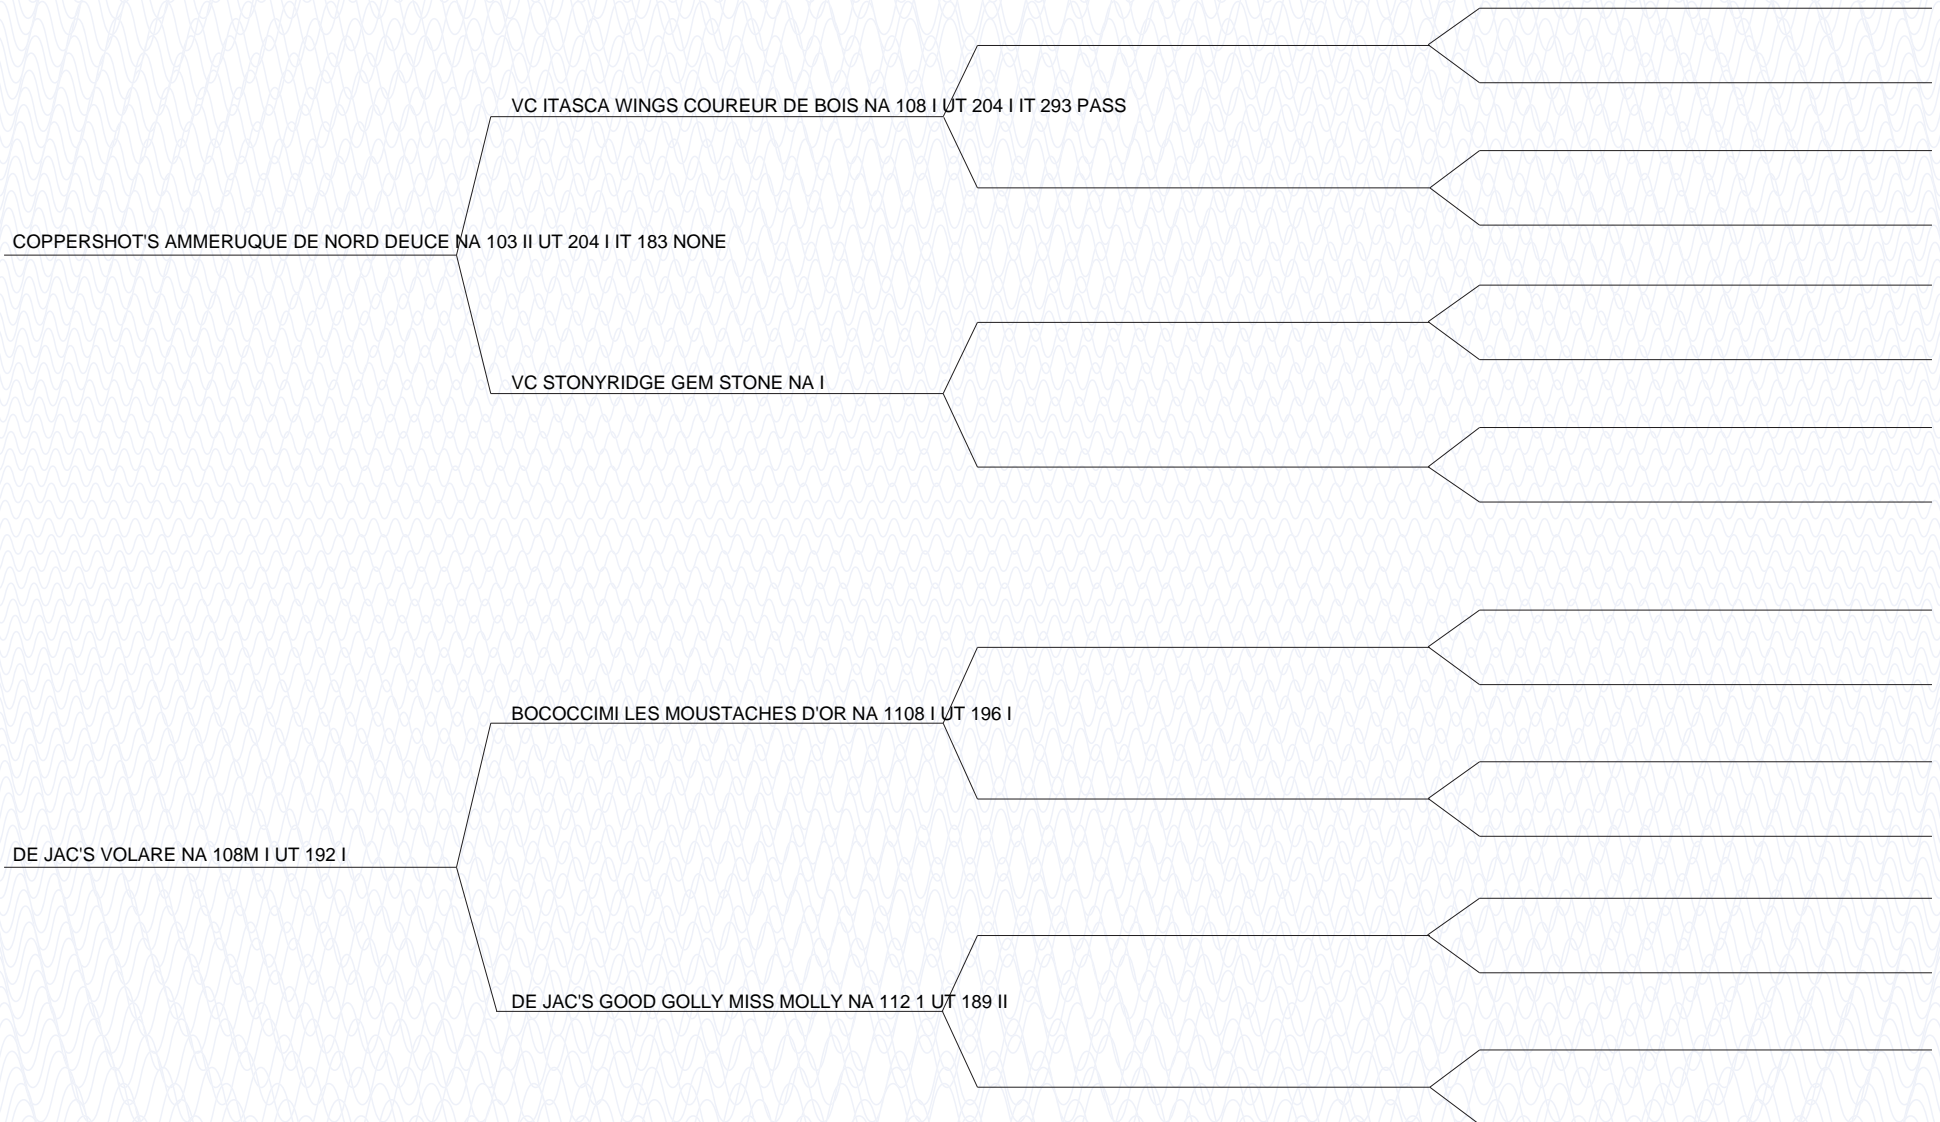 VC ITASCA WINGS COUREUR DE BOIS NA 108 I UT 204 I IT 293 PASS
COPPERSHOT'S AMMERUQUE DE NORD DEUCE NA 103 II UT 204 I IT 183 NONE
VC STONYRIDGE GEM STONE NA I
BOCOCCIMI LES MOUSTACHES D'OR NA 1108 I UT 196 I
DE JAC'S VOLARE NA 108M I UT 192 I
DE JAC'S GOOD GOLLY MISS MOLLY NA 112 1 UT 189 II